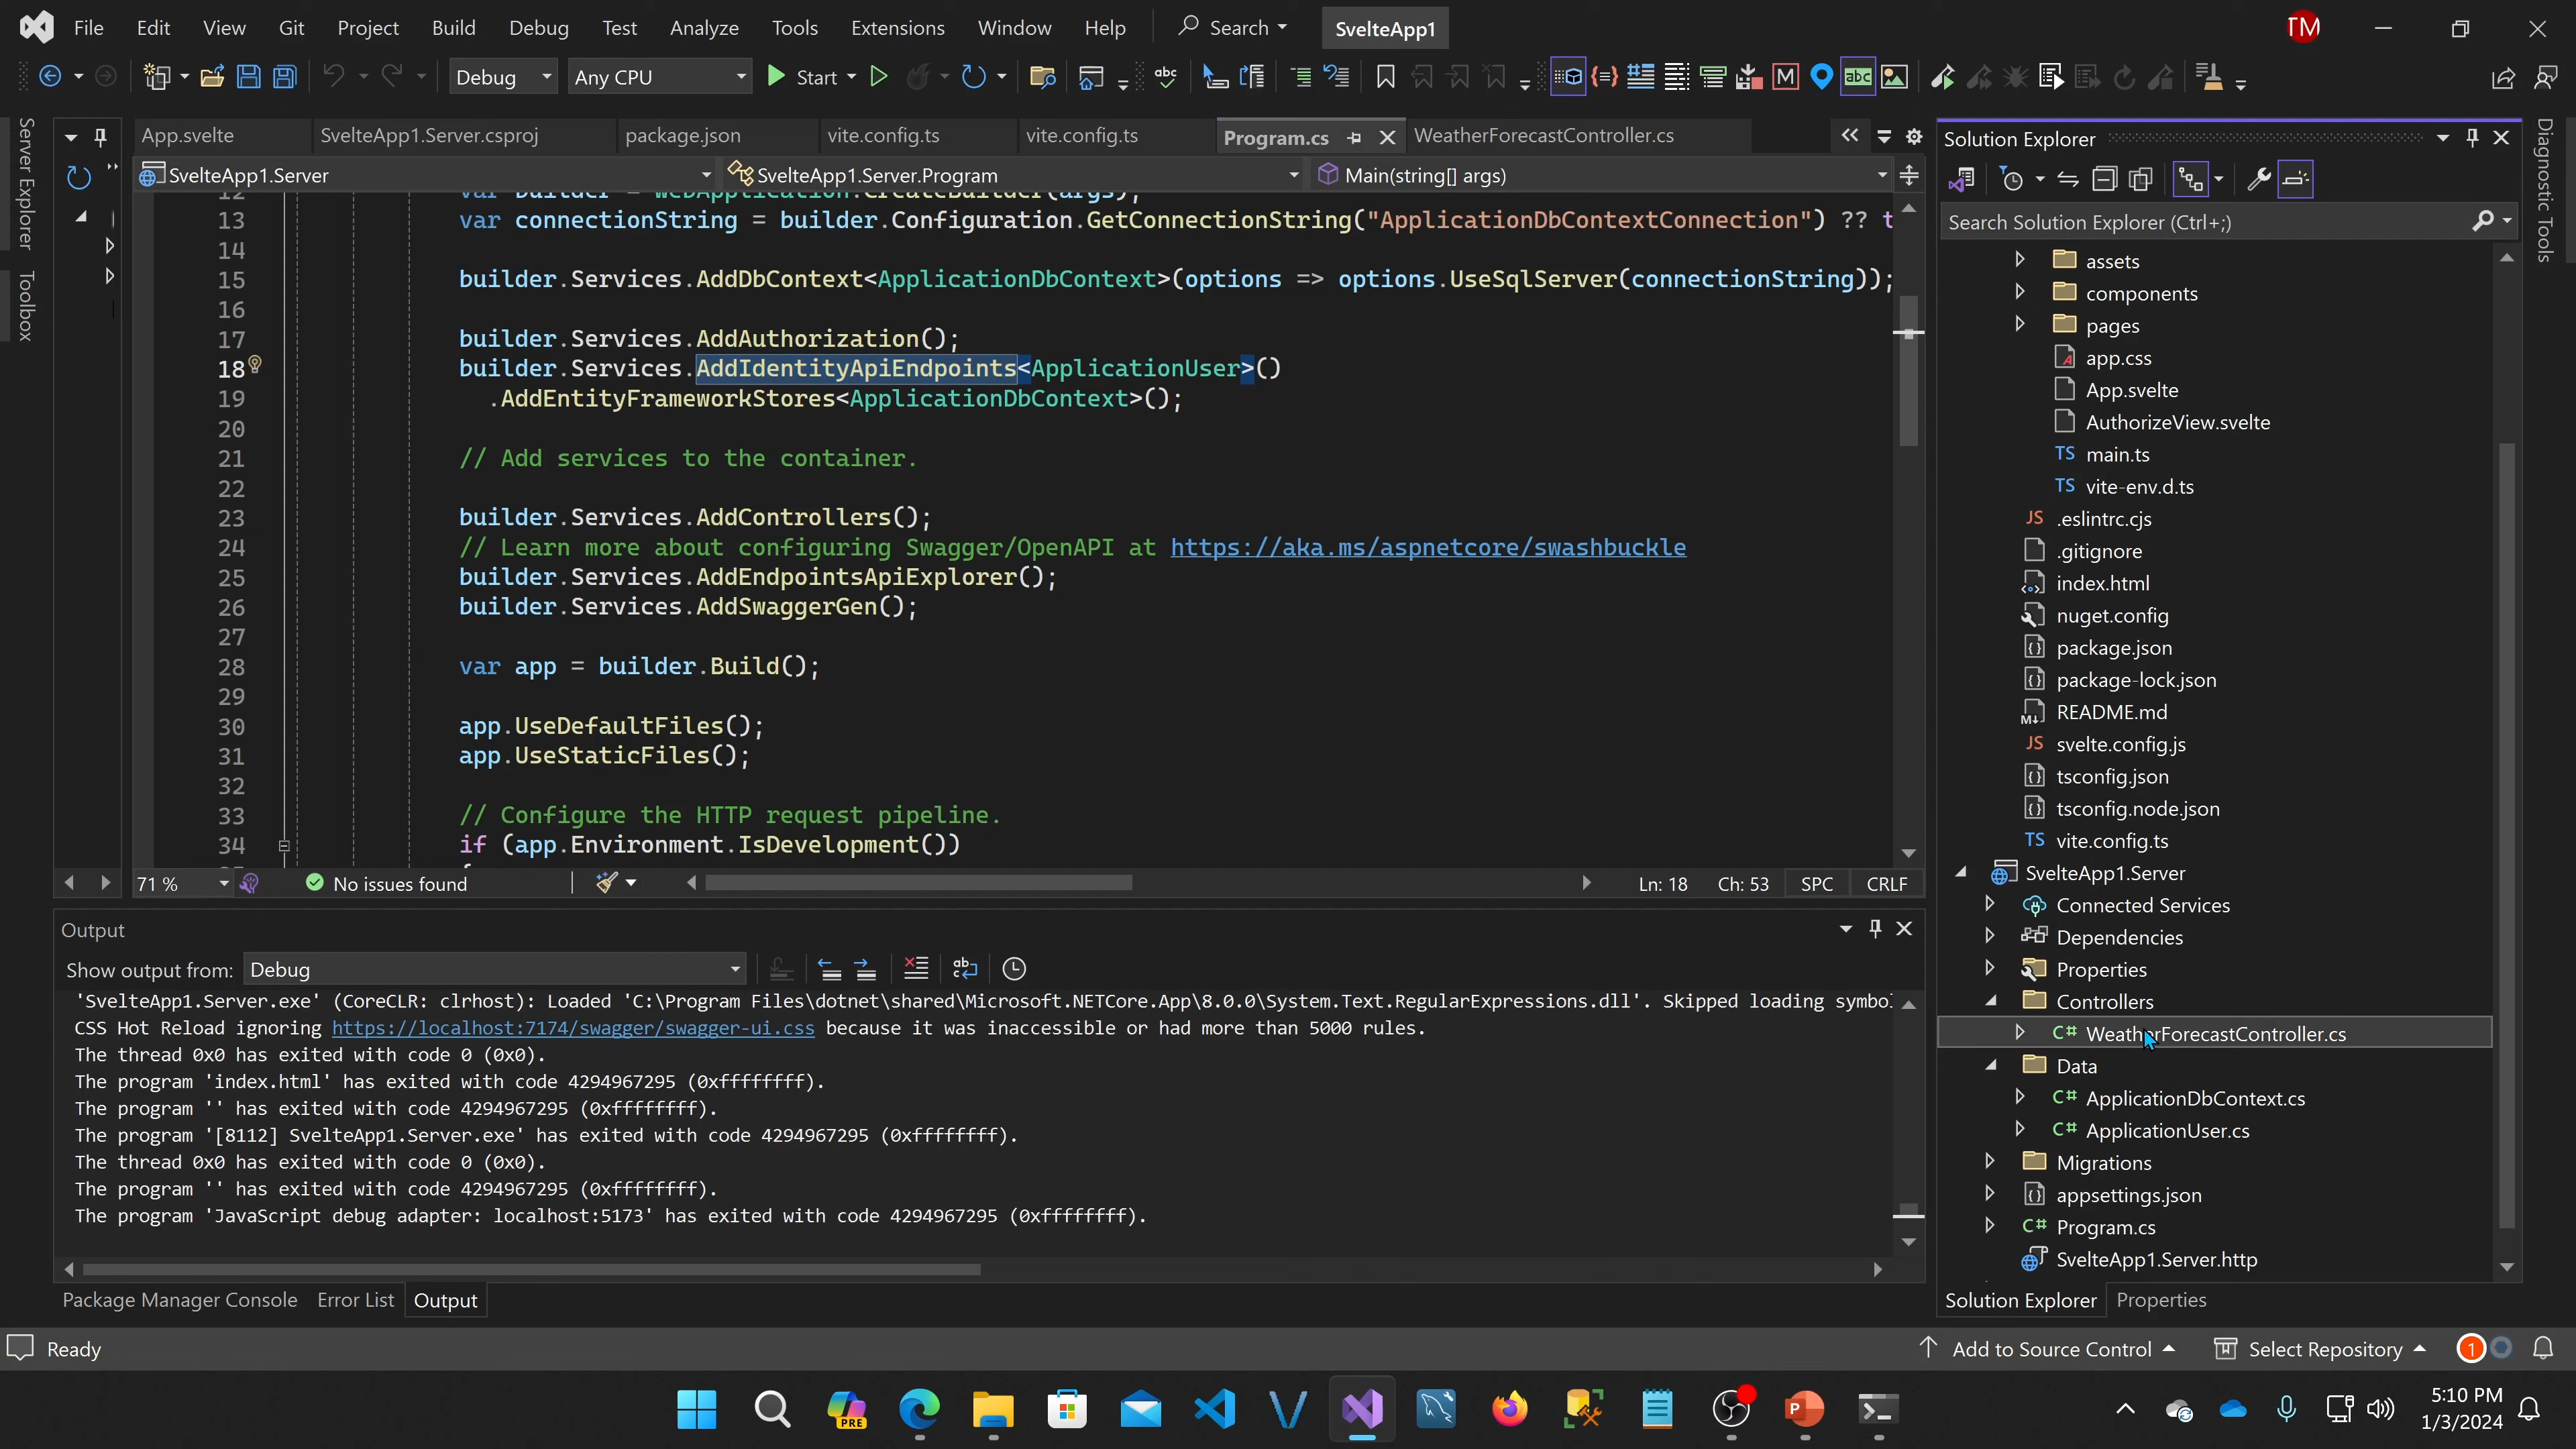 File Edit View Git Project Build Debug Test Analyze Tools Extensions Window Help Search SvelteApp1 TM
Debug Any CPU Start
Server Explorer
Toolbox
App.svelte SvelteApp1.Server.csproj package.json vite.config.ts vite.config.ts Program.cs WeatherForecastController.cs
SvelteApp1.Server SvelteApp1.Server.Program Main(string[] args)
12 var builder = WebApplication.CreateBuilder(args);
13 var connectionString = builder.Configuration.GetConnectionString("ApplicationDbContextConnection") ?? t
14
15 builder.Services.AddDbContext<ApplicationDbContext>(options => options.UseSqlServer(connectionString));
16
17 builder.Services.AddAuthorization();
18 builder.Services.AddIdentityApiEndpoints<ApplicationUser>()
19 .AddEntityFrameworkStores<ApplicationDbContext>();
20
21 // Add services to the container.
22
23 builder.Services.AddControllers();
24 // Learn more about configuring Swagger/OpenAPI at https://aka.ms/aspnetcore/swashbuckle
25 builder.Services.AddEndpointsApiExplorer();
26 builder.Services.AddSwaggerGen();
27
28 var app = builder.Build();
29
30 app.UseDefaultFiles();
31 app.UseStaticFiles();
32
33 // Configure the HTTP request pipeline.
34 if (app.Environment.IsDevelopment())
71 % No issues found Ln: 18 Ch: 53 SPC CRLF
Output
Show output from: Debug
'SvelteApp1.Server.exe' (CoreCLR: clrhost): Loaded 'C:\Program Files\dotnet\shared\Microsoft.NETCore.App\8.0.0\System.Text.RegularExpressions.dll'. Skipped loading symbo
CSS Hot Reload ignoring https://localhost:7174/swagger/swagger-ui.css because it was inaccessible or had more than 5000 rules.
The thread 0x0 has exited with code 0 (0x0).
The program 'index.html' has exited with code 4294967295 (0xffffffff).
The program '' has exited with code 4294967295 (0xffffffff).
The program '[8112] SvelteApp1.Server.exe' has exited with code 4294967295 (0xffffffff).
The thread 0x0 has exited with code 0 (0x0).
The program '' has exited with code 4294967295 (0xffffffff).
The program 'JavaScript debug adapter: localhost:5173' has exited with code 4294967295 (0xffffffff).
Package Manager Console Error List Output
Solution Explorer
Search Solution Explorer (Ctrl+;)
assets
components
pages
app.css
App.svelte
AuthorizeView.svelte
TS main.ts
TS vite-env.d.ts
JS .eslintrc.cjs
.gitignore
index.html
nuget.config
package.json
package-lock.json
README.md
JS svelte.config.js
tsconfig.json
tsconfig.node.json
TS vite.config.ts
SvelteApp1.Server
Connected Services
Dependencies
Properties
Controllers
C# WeatherForecastController.cs
Data
C# ApplicationDbContext.cs
C# ApplicationUser.cs
Migrations
appsettings.json
C# Program.cs
SvelteApp1.Server.http
Solution Explorer Properties
Diagnostic Tools
Ready Add to Source Control Select Repository 1
PRE
5:10 PM
1/3/2024